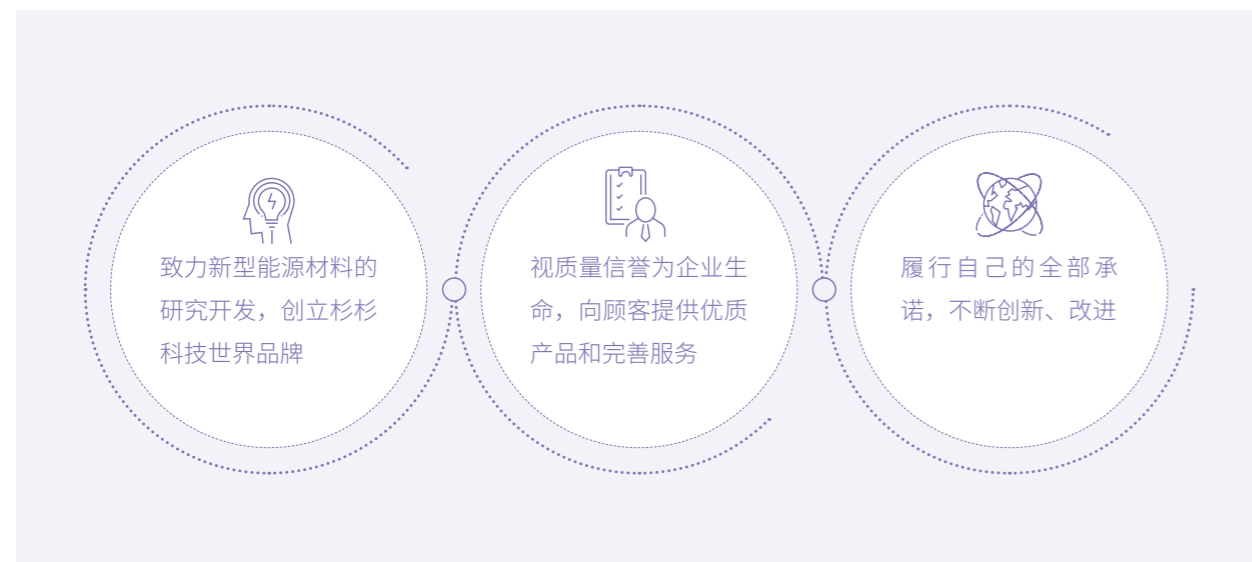 致力新型能源材料的
研究开发，创立杉杉
科技世界品牌
视质量信誉为企业生
命，向顾客提供优质
产品和完善服务
履行自己的全部承
诺，不断创新、改进